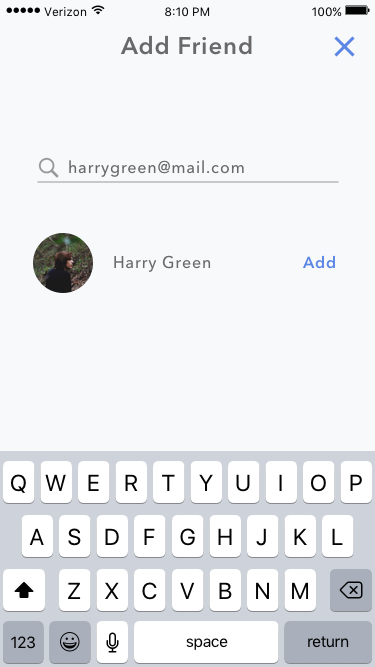 Verizon 8:10 PM 100%
Add Friend
harrygreen@mail.com
Harry Green Add
Q W E R T Y U I O P
A S D F G H J K L
Z X C V B N M
123 space return